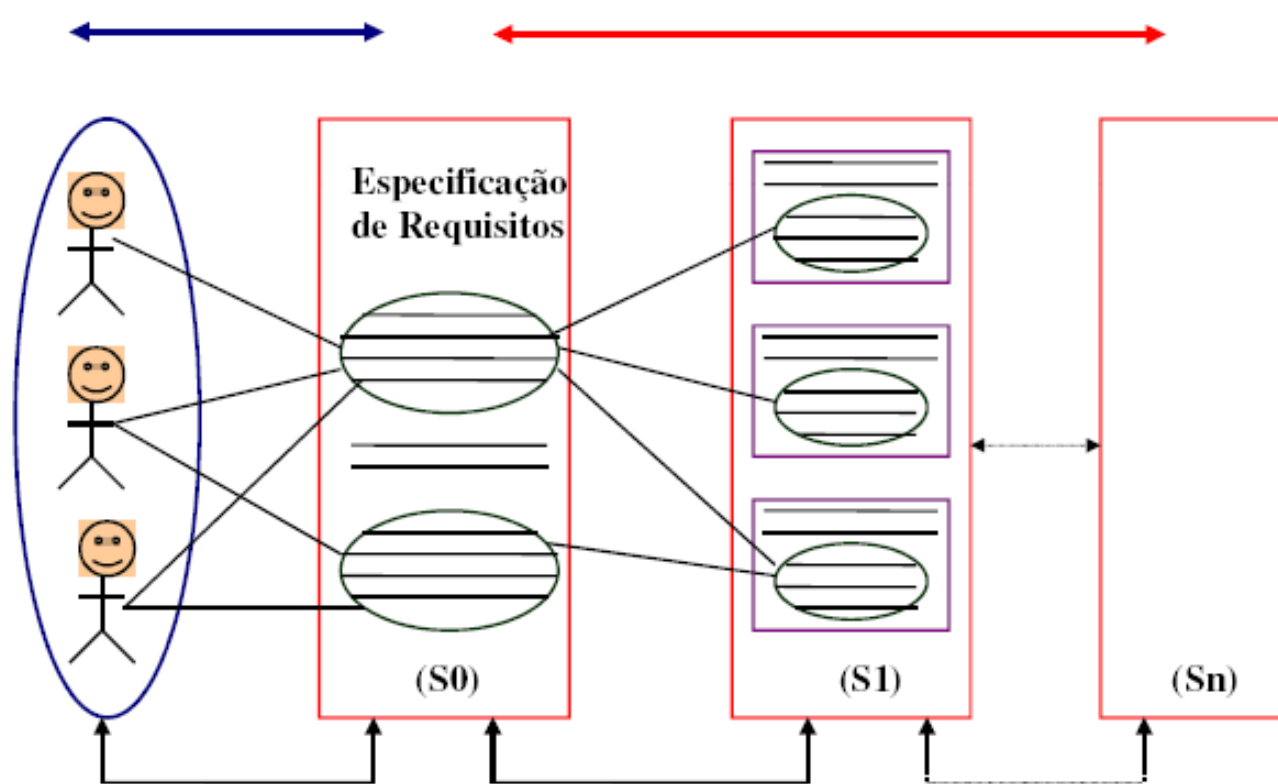 Especificação
de Requisitos
(S0)
(S1)
(Sn)